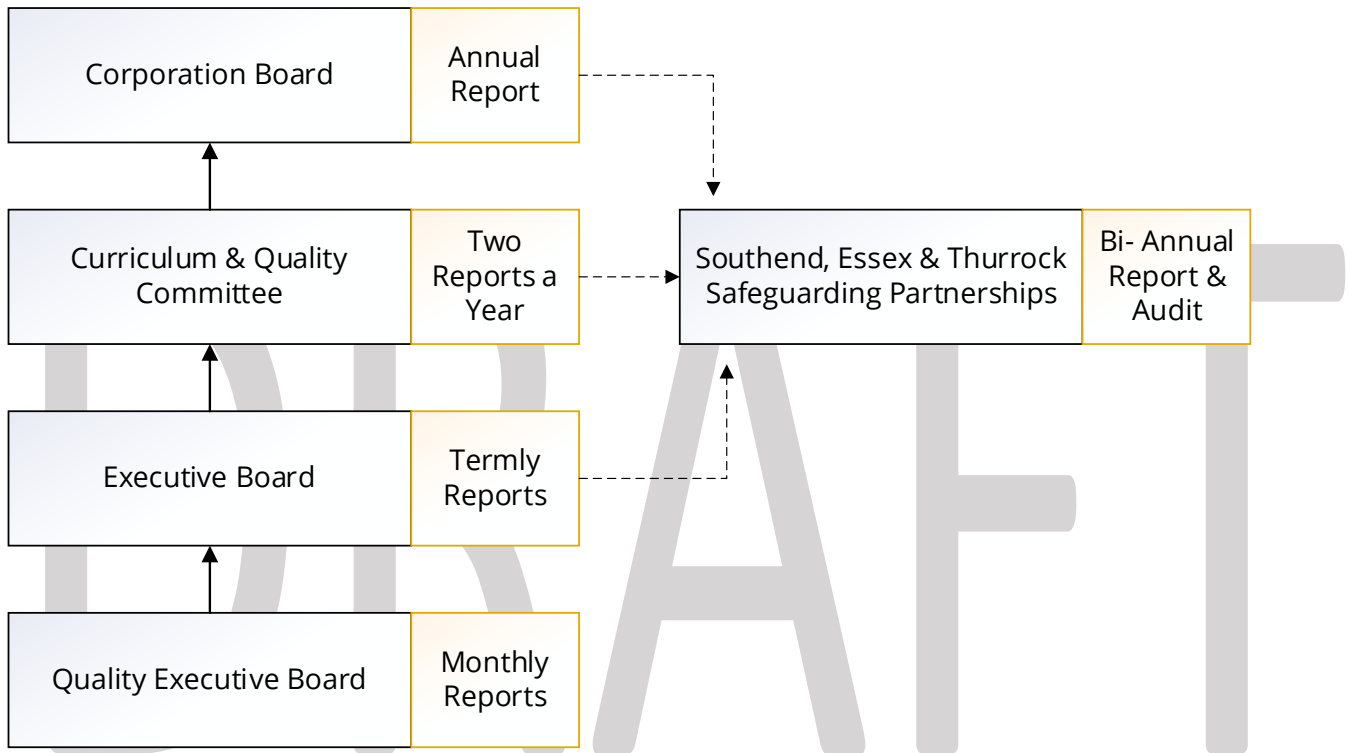 Corporation Board
Annual
Report
Curriculum & Quality
Committee
Two
Reports a
Year
Southend, Essex & Thurrock
Safeguarding Partnerships
Bi- Annual
Report &
Audit
Executive Board
Termly
Reports
Quality Executive Board
Monthly
Reports
DRAFT